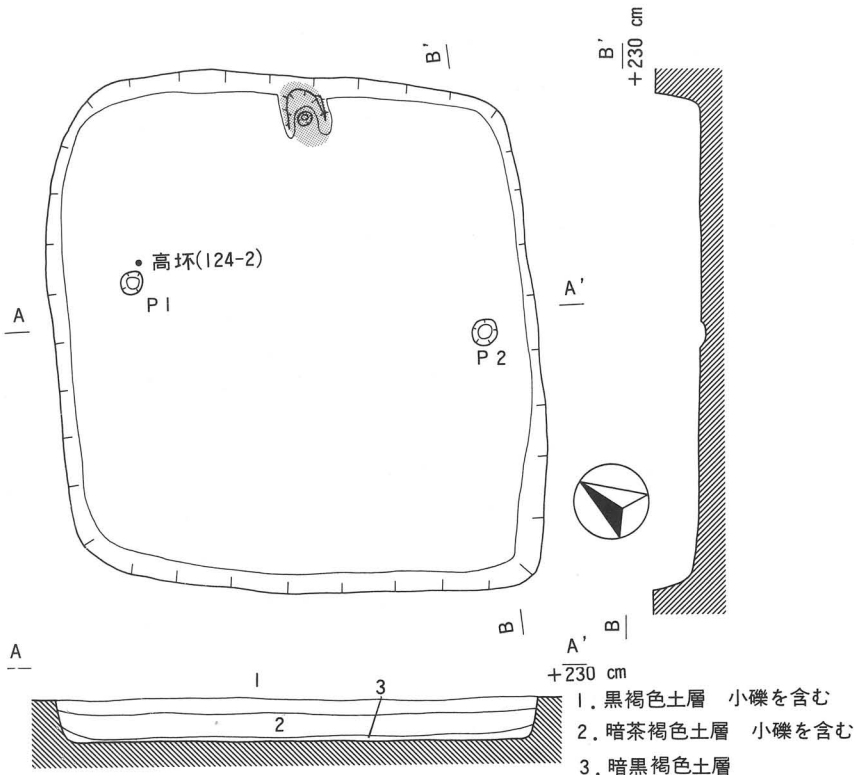 B'
B'
+230 cm
高坏(124-2)
P1
A
A'
P2
B
B
A
A'
+230 cm
1
3
2
1. 黒褐色土層 小礫を含む
2. 暗茶褐色土層 小礫を含む
3. 暗黒褐色土層